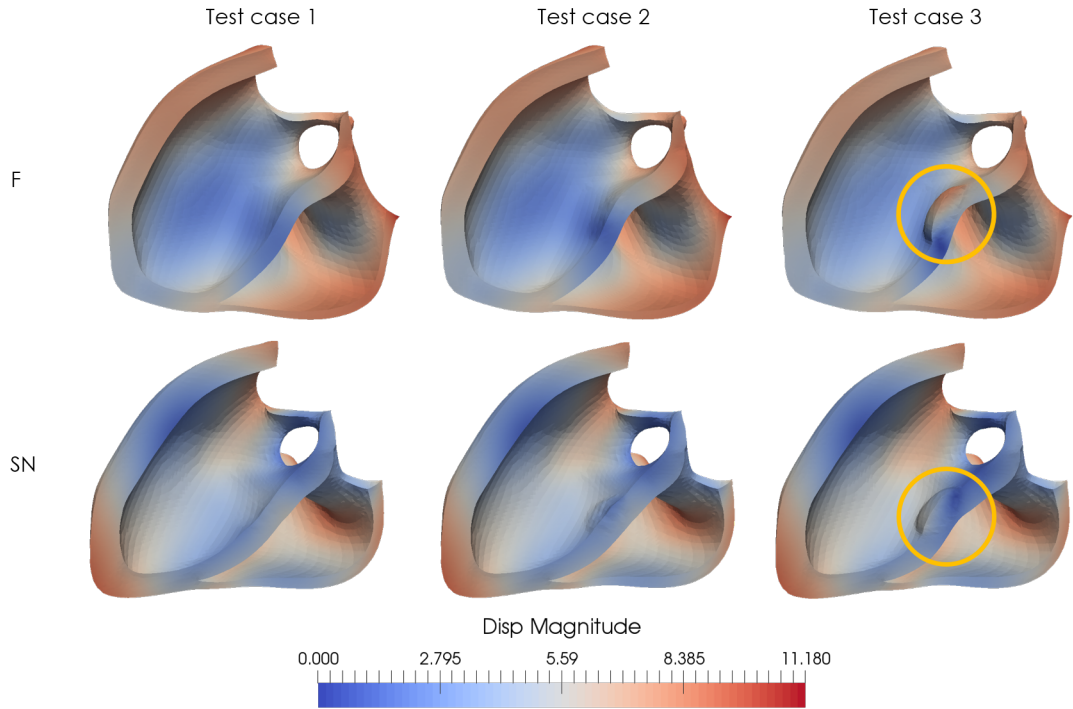 Test case 1 Test case 2 Test case 3
F
SN
Disp Magnitude
0.000 2.795 5.59 8.385 11.180